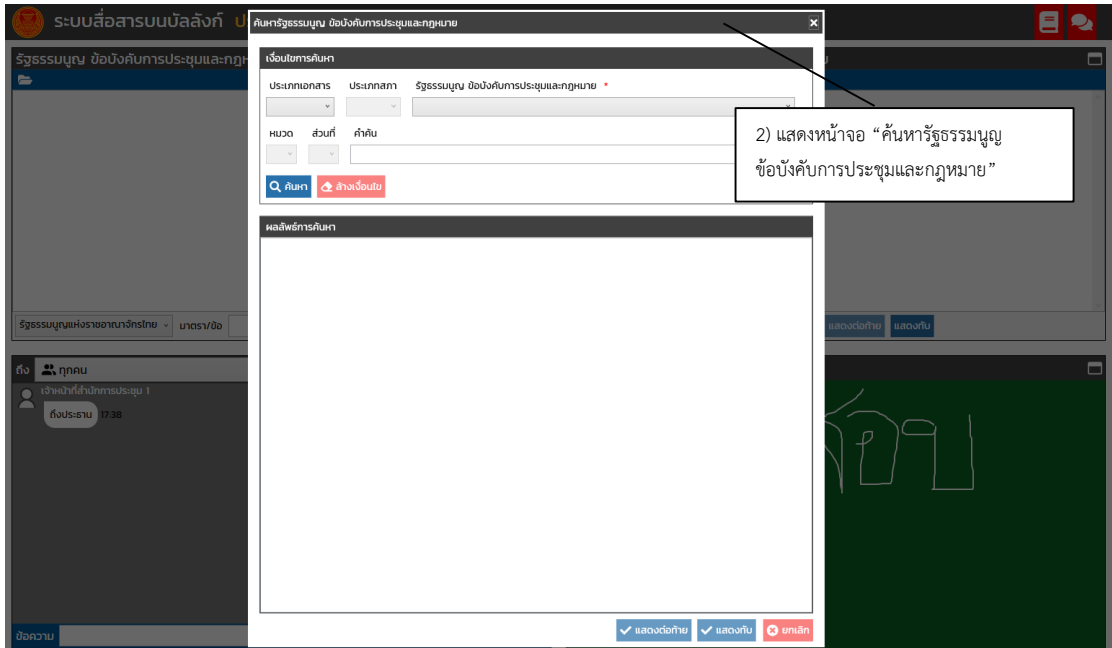 ระบบสื่อสารบนบัลลังก์
ค้นหารัฐธรรมนูญ ข้อบังคับการประชุมและกฎหมาย
รัฐธรรมนูญ ข้อบังคับการประชุมและกฎห
เงื่อนไขการค้นหา
ประเภทเอกสาร ประเภทสภา รัฐธรรมนูญ ข้อบังคับการประชุมและกฎหมาย *
หมวด ส่วนที่ คำค้น
ค้นหา ล้างเงื่อนไข
2) แสดงหน้าจอ “ค้นหารัฐธรรมนูญ
ข้อบังคับการประชุมและกฎหมาย”
ผลลัพธ์การค้นหา
รัฐธรรมนูญแห่งราชอาณาจักรไทย มาตรา/ข้อ
แสดงต่อท้าย แสดงทับ
ถึง ทุกคน
เจ้าหน้าที่สำนักการประชุม 1
ถึงประธาน 17:38
ข้อความ
แสดงต่อท้าย แสดงทับ ยกเลิก